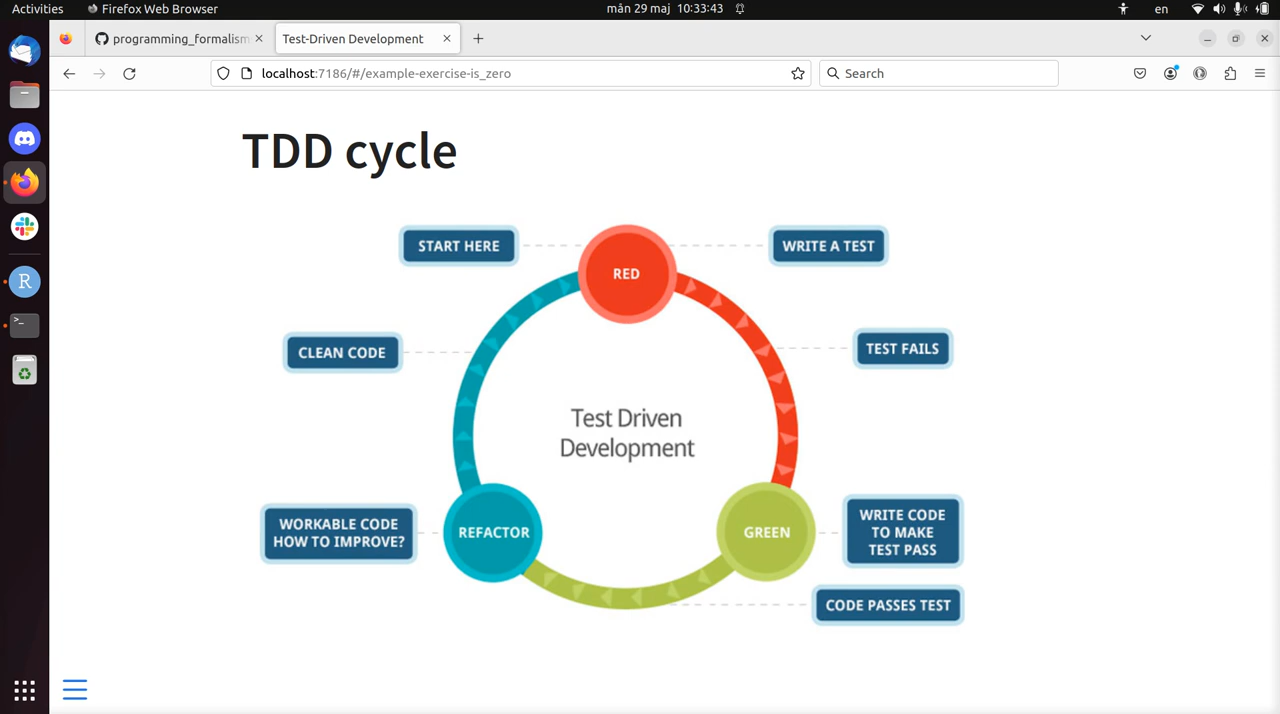 Activities
Firefox Web Browser
mån 29 maj 10:33:43
en
programming_formalism
Test-Driven Development
localhost:7186/#/example-exercise-is_zero
Search
TDD cycle
START HERE
RED
WRITE A TEST
CLEAN CODE
TEST FAILS
Test Driven
Development
WORKABLE CODE
HOW TO IMPROVE?
REFACTOR
GREEN
WRITE CODE
TO MAKE
TEST PASS
CODE PASSES TEST
R